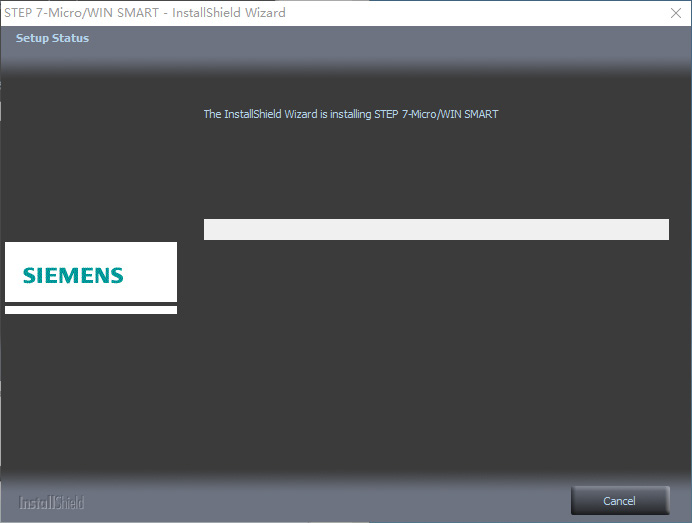 STEP 7-Micro/WIN SMART - InstallShield Wizard
Setup Status
The InstallShield Wizard is installing STEP 7-Micro/WIN SMART
SIEMENS
InstallShield
Cancel